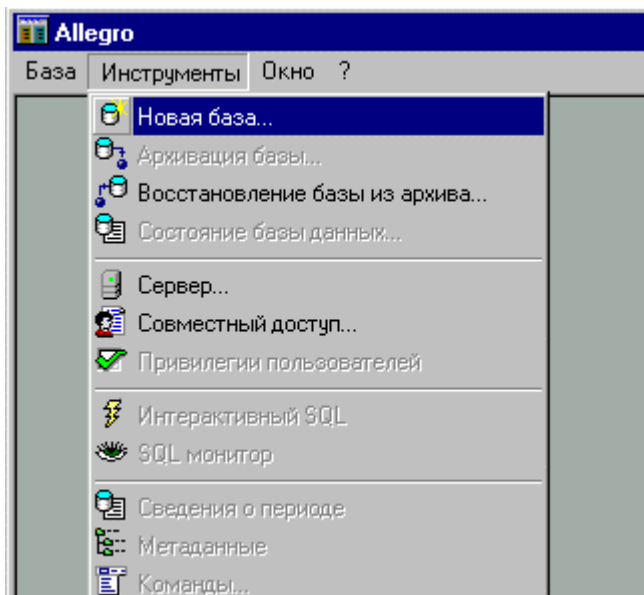 Allegro
База Инструменты Окно ?
Новая база...
Архивация базы...
Восстановление базы из архива...
Состояние базы данных...
Сервер...
Совместный доступ...
Привилегии пользователей
Интерактивный SQL
SQL монитор
Сведения о периоде
Метаданные
Команды...